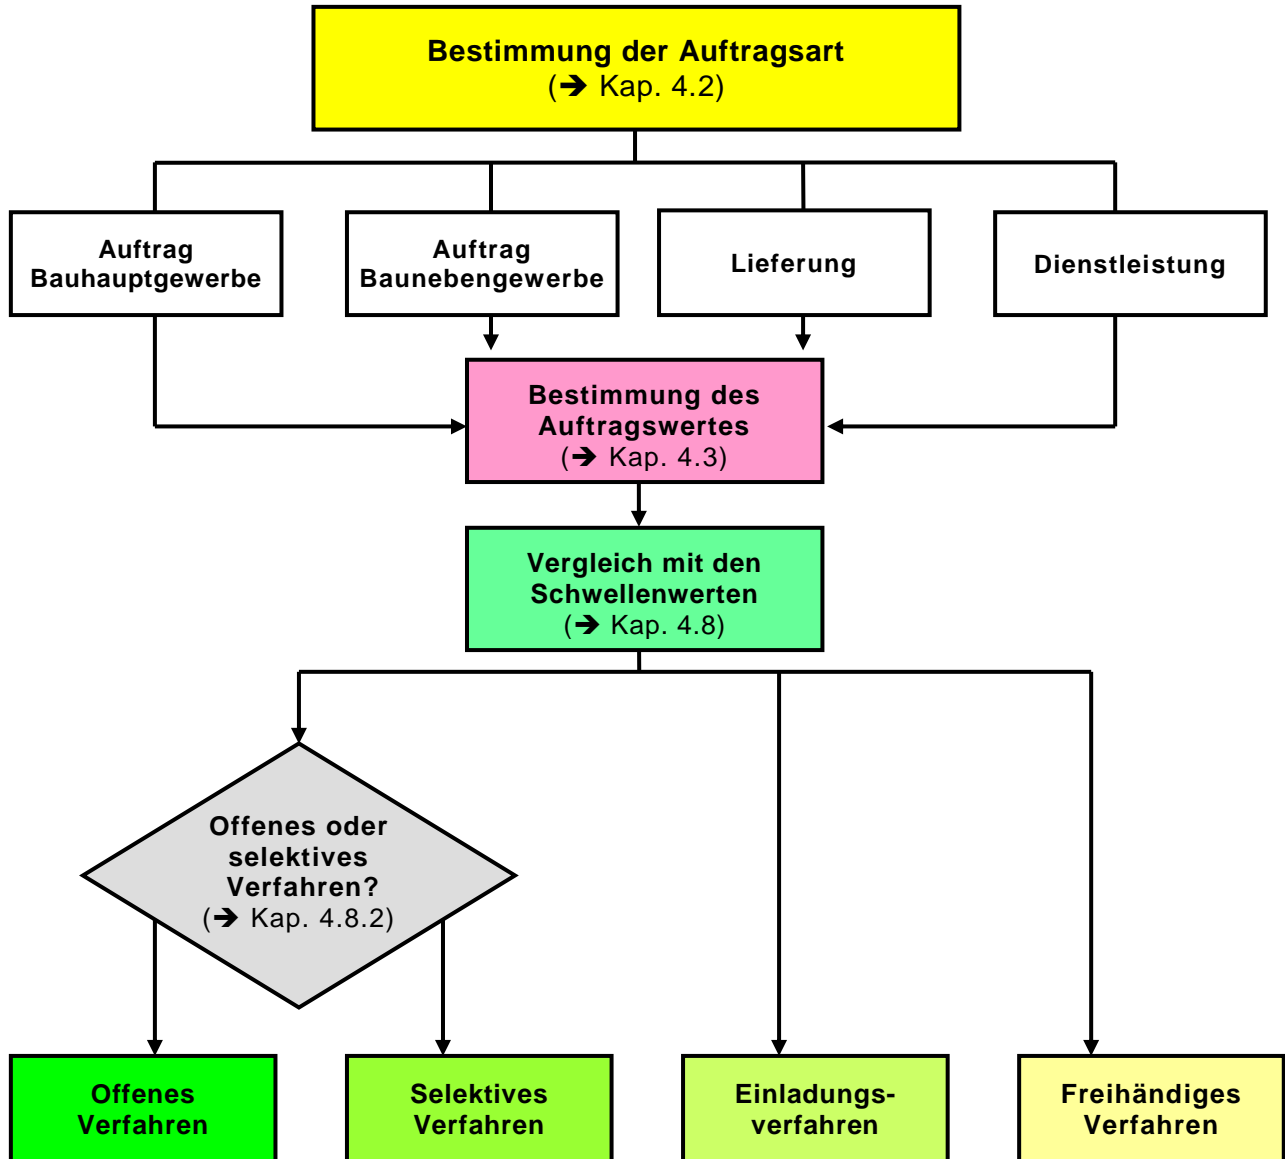 Bestimmung der Auftragsart
(➔ Kap. 4.2)
Auftrag
Bauhauptgewerbe
Auftrag
Baunebengewerbe
Lieferung
Dienstleistung
Bestimmung des
Auftragswertes
(➔ Kap. 4.3)
Vergleich mit den
Schwellenwerten
(➔ Kap. 4.8)
Offenes oder
selektives
Verfahren?
(➔ Kap. 4.8.2)
Offenes
Verfahren
Selektives
Verfahren
Einladungs-
verfahren
Freihändiges
Verfahren